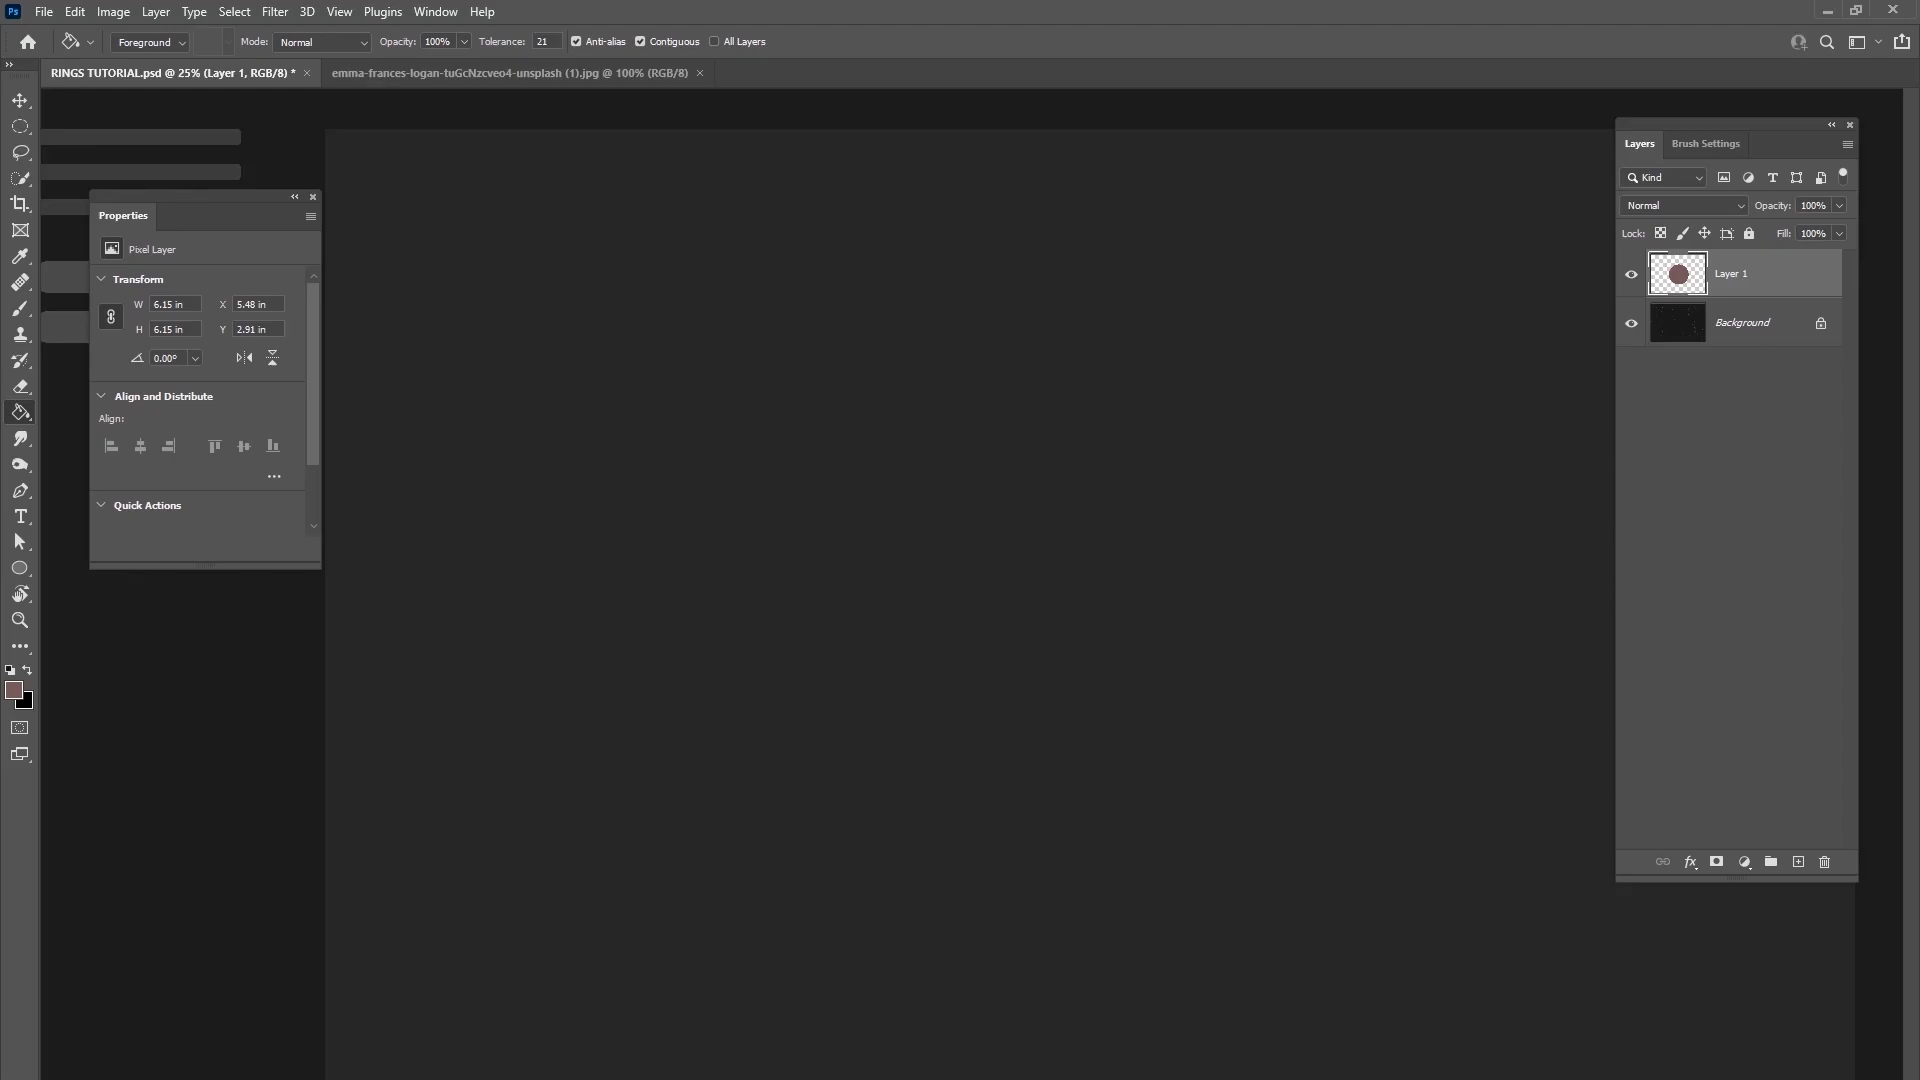 Ps File Edit Image Layer Type Select Filter 3D View Plugins Window Help
Foreground Mode: Normal Opacity: 100% Tolerance: 21 Anti-alias Contiguous All Layers
RINGS TUTORIAL.psd @ 25% (Layer 1, RGB/8) * × emma-frances-logan-tuGcNzcveo4-unsplash (1).jpg @ 100% (RGB/8) ×
Properties
Pixel Layer
Transform
W 6.15 in X 5.48 in
H 6.15 in Y 2.91 in
0.00°
Align and Distribute
Align:
Quick Actions
Layers Brush Settings
Kind
Normal Opacity: 100%
Lock: Fill: 100%
Layer 1
Background
fx